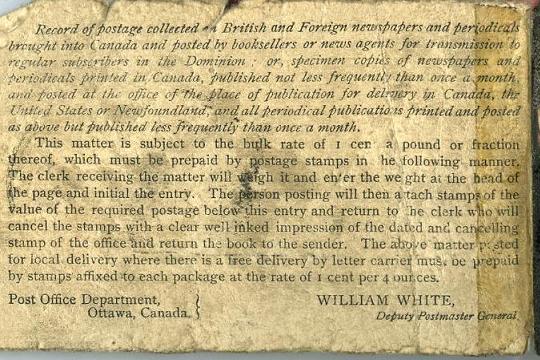 Record of postage collected on British and Foreign newspapers and periodicals
brought into Canada and posted by booksellers or news agents for transmission to
regular subscribers in the Dominion ; or, specimen copies of newspapers and
periodicals printed in Canada, published not less frequently than once a month,
and posted at the office of the place of publication for delivery in Canada, the
United States or Newfoundland, and all periodical publications printed and posted
as above but published less frequently than once a month.
This matter is subject to the bulk rate of 1 cent a pound or fraction
thereof, which must be prepaid by postage stamps in the following manner.
The clerk receiving the matter will weigh it and enter the weight at the head of
the page and initial the entry. The person posting will then attach stamps of the
value of the required postage below this entry and return to the clerk who will
cancel the stamps with a clear well inked impression of the dated and cancelling
stamp of the office and return the book to the sender. The above matter posted
for local delivery where there is a free delivery by letter carrier must be prepaid
by stamps affixed to each package at the rate of 1 cent per 4 ounces.
Post Office Department, WILLIAM WHITE,
Ottawa, Canada. Deputy Postmaster General